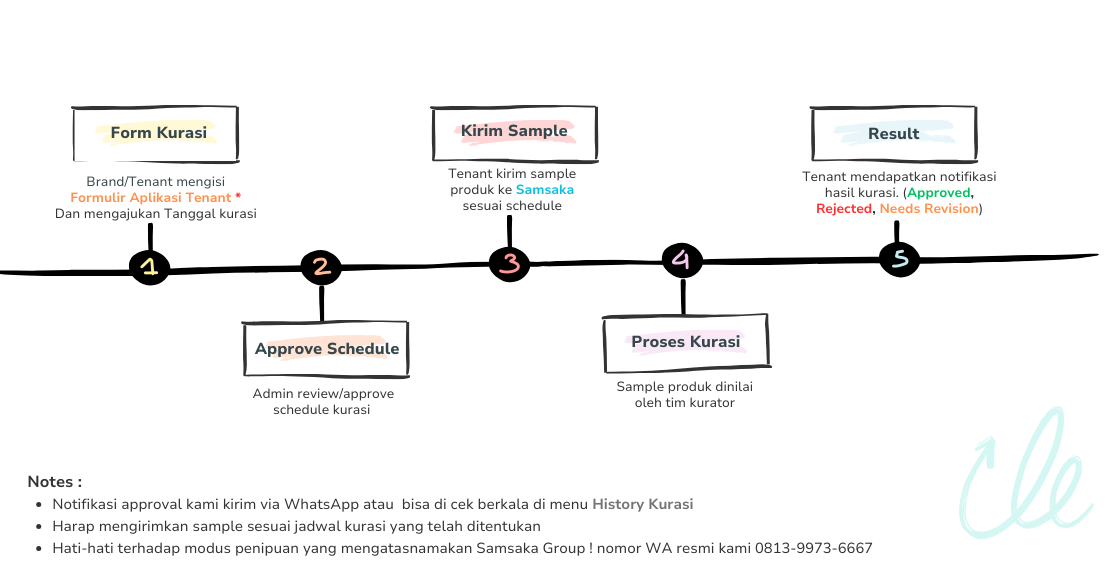 Form Kurasi
Brand/Tenant mengisi
Formulir Aplikasi Tenant *
Dan mengajukan Tanggal kurasi
1
2
Approve Schedule
Admin review/approve
schedule kurasi
Kirim Sample
Tenant kirim sample
produk ke Samsaka
sesuai schedule
3
4
Proses Kurasi
Sample produk dinilai
oleh tim kurator
Result
Tenant mendapatkan notifikasi
hasil kurasi. (Approved,
Rejected, Needs Revision)
5
Notes :
• Notifikasi approval kami kirim via WhatsApp atau  bisa di cek berkala di menu History Kurasi
• Harap mengirimkan sample sesuai jadwal kurasi yang telah ditentukan
• Hati-hati terhadap modus penipuan yang mengatasnamakan Samsaka Group ! nomor WA resmi kami 0813-9973-6667